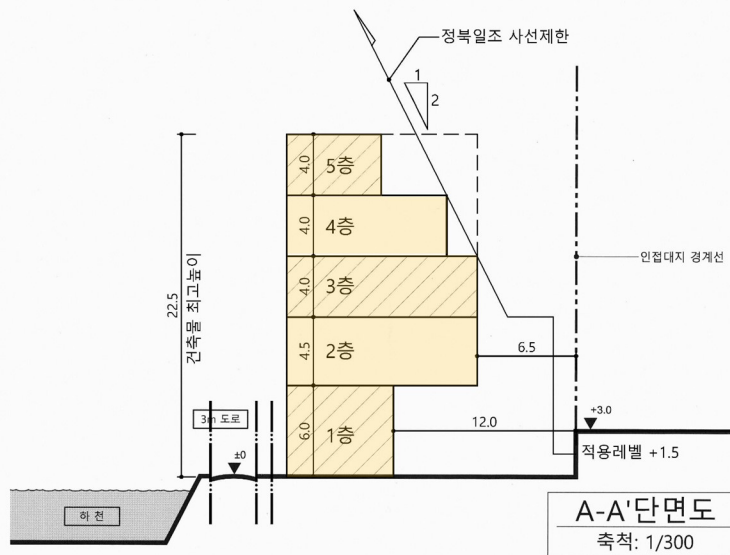 정북일조 사선제한
1
2
4.0
5층
4.0
4층
22.5
건축물 최고높이
4.0
3층
인접대지 경계선
4.5
2층
6.5
3m 도로
6.0
1층
12.0
+3.0
±0
적용레벨 +1.5
하 천
A-A'단면도
축척: 1/300